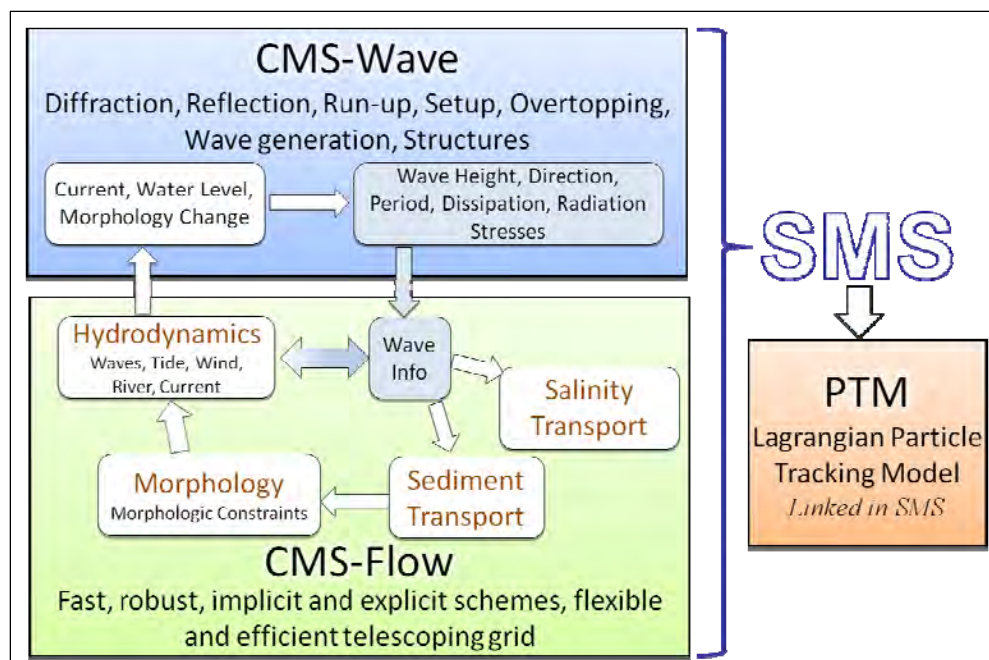 CMS-Wave
Diffraction, Reflection, Run-up, Setup, Overtopping,
Wave generation, Structures
Current, Water Level,
Morphology Change
Wave Height, Direction,
Period, Dissipation, Radiation
Stresses
Hydrodynamics
Waves, Tide, Wind,
River, Current
Wave
Info
Salinity
Transport
Morphology
Morphologic Constraints
Sediment
Transport
CMS-Flow
Fast, robust, implicit and explicit schemes, flexible
and efficient telescoping grid
SMS
PTM
Lagrangian Particle
Tracking Model
Linked in SMS